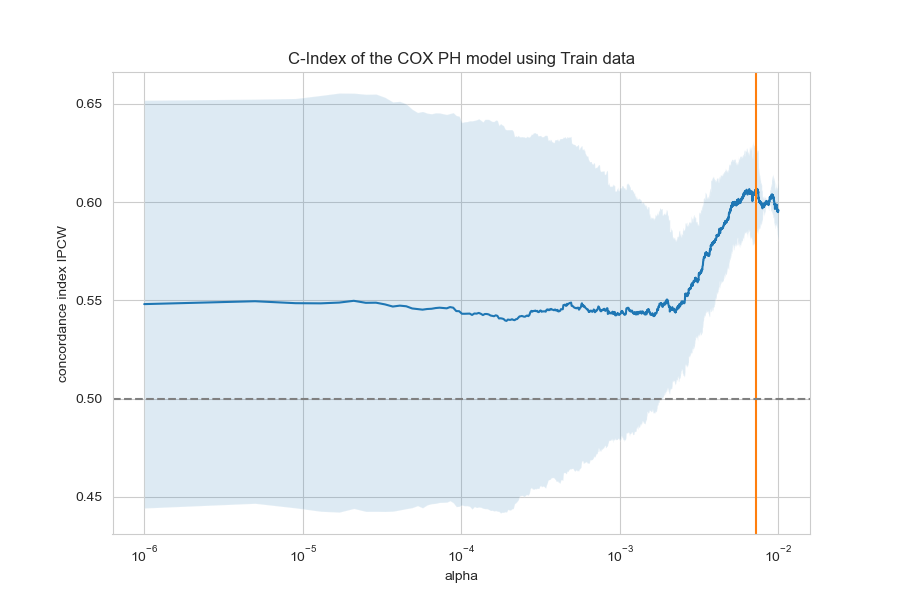 C-Index of the COX PH model using Train data
concordance index IPCW
0.65
0.60
0.55
0.50
0.45
10⁻⁶ 10⁻⁵ 10⁻⁴ 10⁻³ 10⁻²
alpha